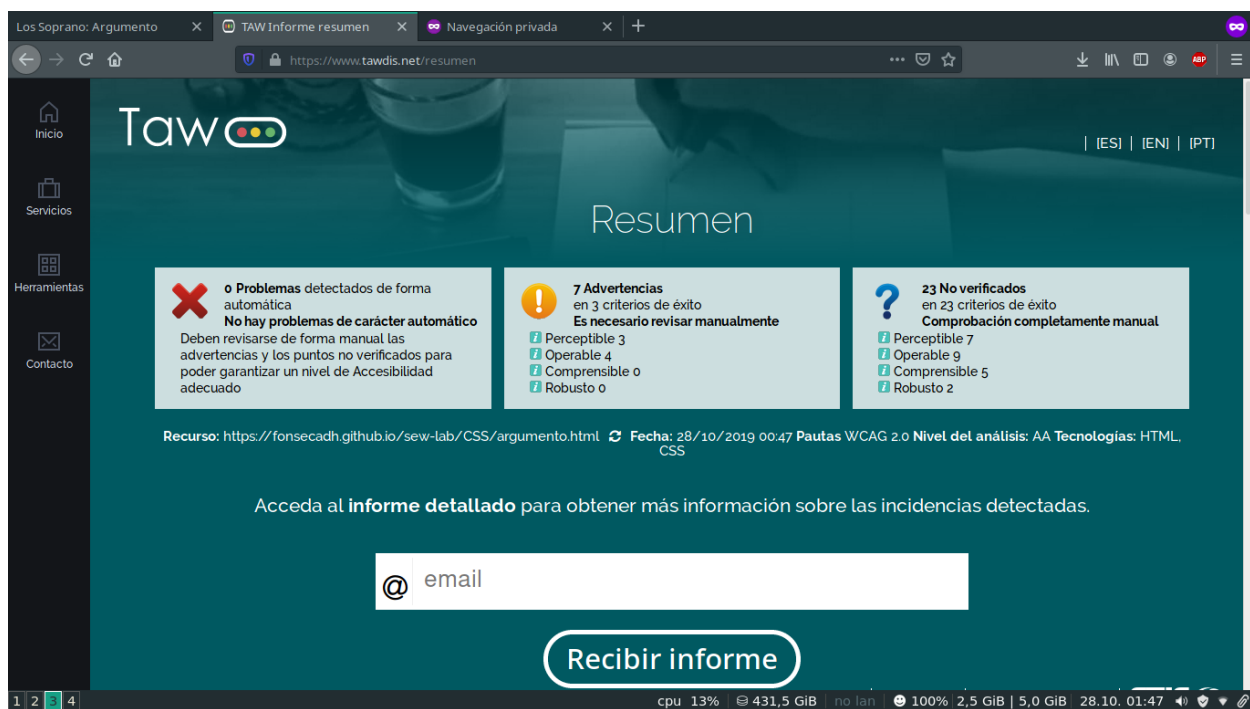 Los Soprano: Argumento
TAW Informe resumen
Navegación privada
https://www.tawdis.net/resumen
ABP
Inicio
Servicios
Herramientas
Contacto
Taw
| [ES] | [EN] | [PT]
Resumen
0 Problemas detectados de forma
automática
No hay problemas de carácter automático
Deben revisarse de forma manual las
advertencias y los puntos no verificados para
poder garantizar un nivel de Accesibilidad
adecuado
7 Advertencias
en 3 criterios de éxito
Es necesario revisar manualmente
Perceptible 3
Operable 4
Comprensible 0
Robusto 0
23 No verificados
en 23 criterios de éxito
Comprobación completamente manual
Perceptible 7
Operable 9
Comprensible 5
Robusto 2
Recurso: https://fonsecadh.github.io/sew-lab/CSS/argumento.html Fecha: 28/10/2019 00:47 Pautas WCAG 2.0 Nivel del análisis: AA Tecnologías: HTML,
CSS
Acceda al informe detallado para obtener más información sobre las incidencias detectadas.
@ email
Recibir informe
1 2 3 4
cpu 13% 431,5 GiB no lan 100% 2,5 GiB | 5,0 GiB 28.10. 01:47